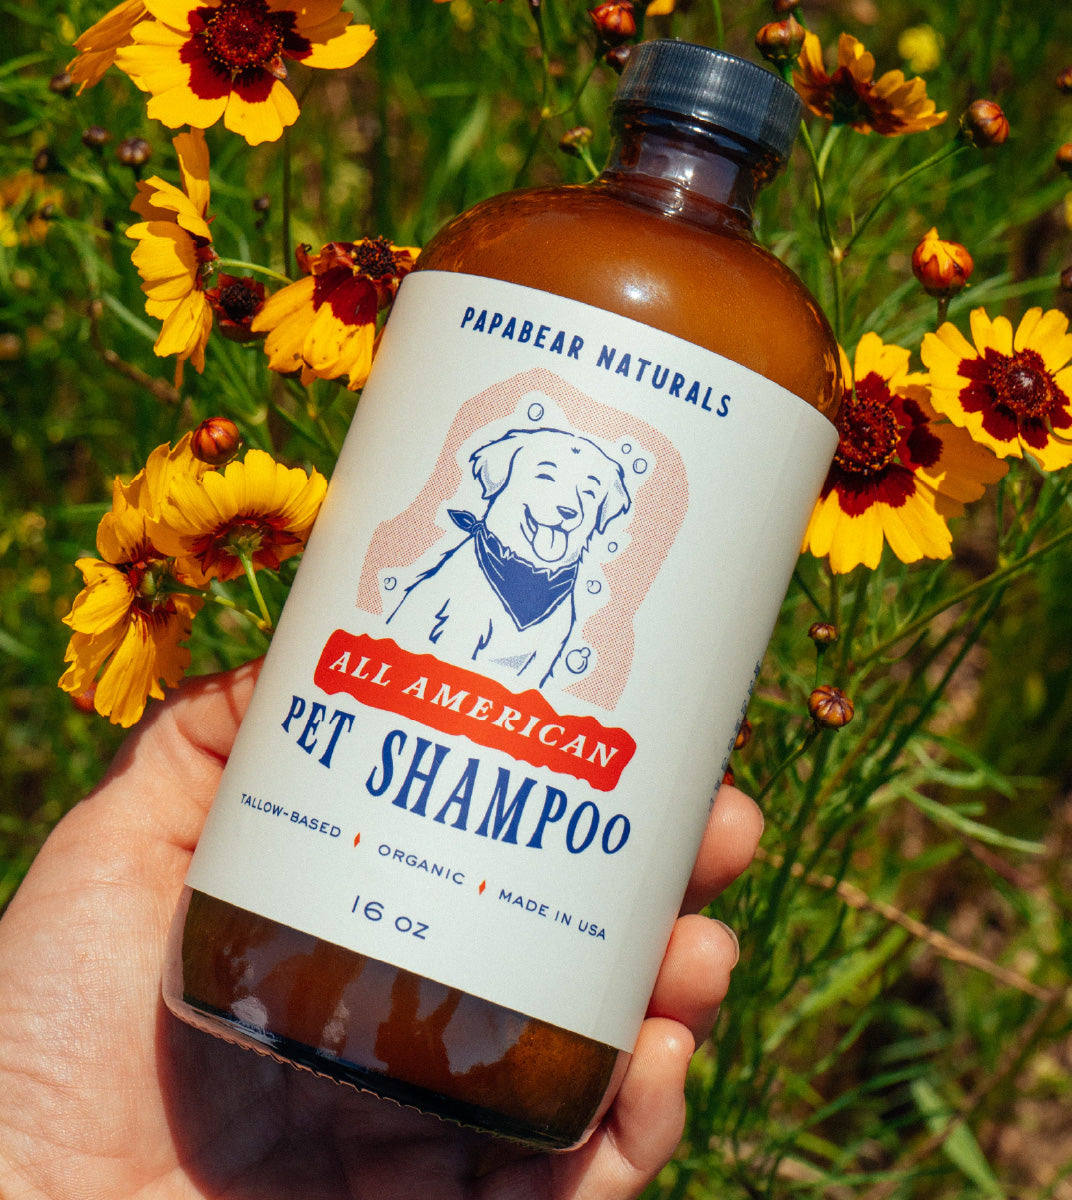 PAPABEAR NATURALS
ALL AMERICAN
PET SHAMPOO
TALLOW-BASED ♦ ORGANIC ♦ MADE IN USA
16 OZ